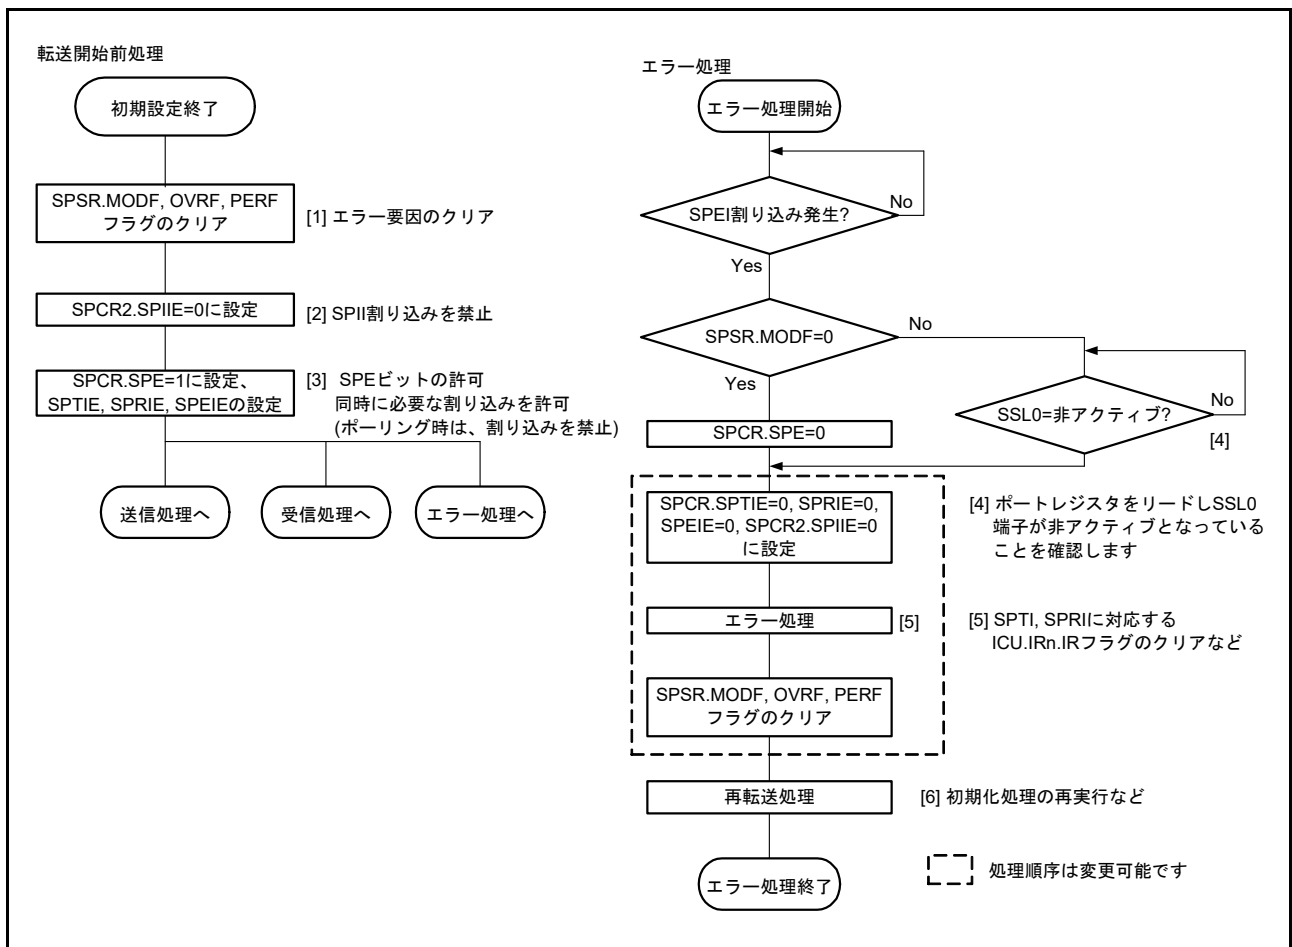 転送開始前処理
初期設定終了
SPSR.MODF, OVRF, PERF
フラグのクリア
[1] エラー要因のクリア
SPCR2.SPIIE=0に設定
[2] SPII割り込みを禁止
SPCR.SPE=1に設定、
SPTIE, SPRIE, SPEIEの設定
[3] SPEビットの許可
同時に必要な割り込みを許可
(ポーリング時は、割り込みを禁止)
送信処理へ
受信処理へ
エラー処理へ
エラー処理
エラー処理開始
SPEI割り込み発生?
No
Yes
SPSR.MODF=0
No
Yes
SSL0=非アクティブ?
No
[4]
SPCR.SPE=0
SPCR.SPTIE=0, SPRIE=0,
SPEIE=0, SPCR2.SPIIE=0
に設定
[4] ポートレジスタをリードしSSL0
端子が非アクティブとなっている
ことを確認します
エラー処理
[5]
[5] SPTI, SPRIに対応する
ICU.IRn.IRフラグのクリアなど
SPSR.MODF, OVRF, PERF
フラグのクリア
再転送処理
[6] 初期化処理の再実行など
エラー処理終了
処理順序は変更可能です